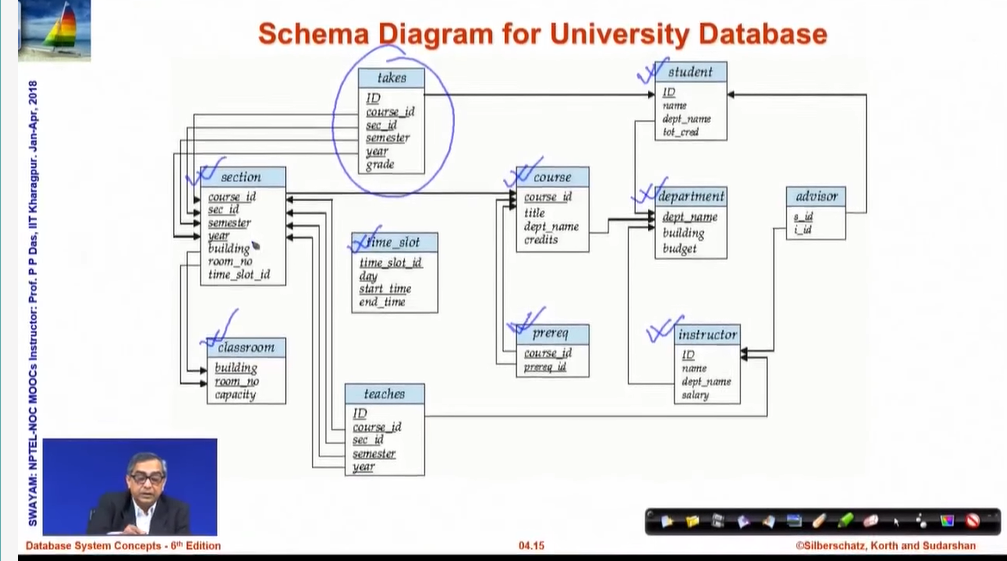 Schema Diagram for University Database
SWAYAM: NPTEL-NOC MOOCs Instructor: Prof. P P Das, IIT Kharagpur. Jan-Apr, 2018
takes
ID
course_id
sec_id
semester
year
grade
student
ID
name
dept_name
tot_cred
section
course_id
sec_id
semester
year
building
room_no
time_slot_id
course
course_id
title
dept_name
credits
department
dept_name
building
budget
advisor
s_id
i_id
time_slot
time_slot_id
day
start_time
end_time
prereq
course_id
prereq_id
instructor
ID
name
dept_name
salary
classroom
building
room_no
capacity
teaches
ID
course_id
sec_id
semester
year
Database System Concepts - 6th Edition
04.15
©Silberschatz, Korth and Sudarshan